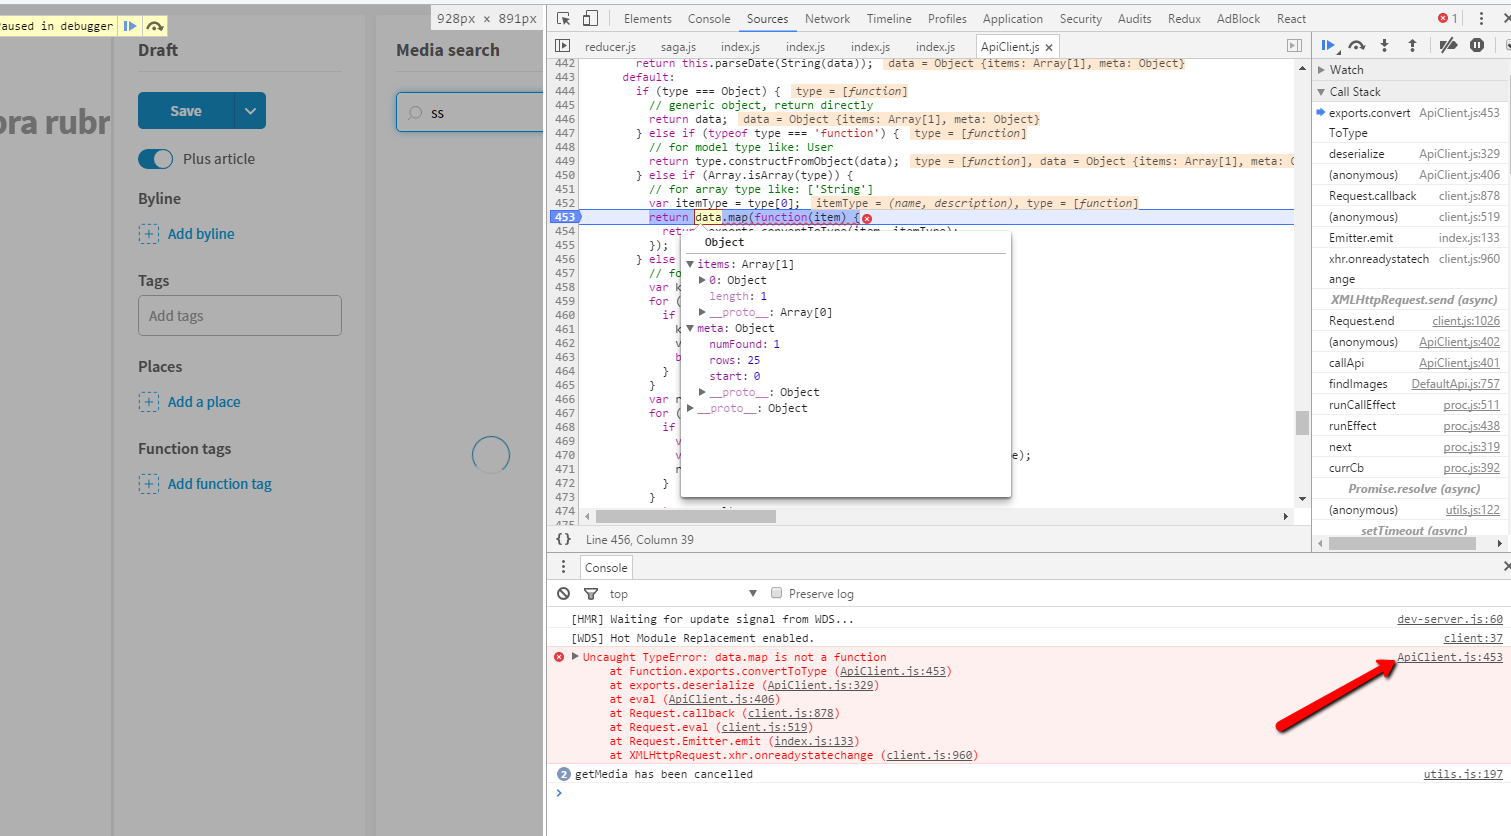 Paused in debugger
928px × 891px
Draft
Media search
ora rubr
Save
ss
Plus article
Byline
Add byline
Tags
Add tags
Places
Add a place
Function tags
Add function tag
Elements Console Sources Network Timeline Profiles Application Security Audits Redux AdBlock React 1
reducer.js saga.js index.js index.js index.js index.js ApiClient.js ×
442 return this.parseDate(String(data)); data = Object {items: Array[1], meta: Object}
443 default:
444 if (type === Object) { type = [function]
445 // generic object, return directly
446 return data; data = Object {items: Array[1], meta: Object}
447 } else if (typeof type === 'function') { type = [function]
448 // for model type like: User
449 return type.constructFromObject(data); type = [function], data = Object {items: Array[1], meta: O
450 } else if (Array.isArray(type)) {
451 // for array type like: ['String']
452 var itemType = type[0]; itemType = (name, description), type = [function]
453 return data.map(function(item) {
454 return exports.convertToType(item, itemType);
455 });
456 } else
457 // fo
458 var k
459 for (
460 if
461 k
462 v
463 b
464 }
465 }
466 var r
467 for (
468 if
469 v
470 v e);
471
472 }
473 }
474
475
Object
items: Array[1]
0: Object
length: 1
__proto__: Array[0]
meta: Object
numFound: 1
rows: 25
start: 0
__proto__: Object
__proto__: Object
{} Line 456, Column 39
Watch
Call Stack
exports.convert ApiClient.js:453
ToType
deserialize ApiClient.js:329
(anonymous) ApiClient.js:406
Request.callback client.js:878
(anonymous) client.js:519
Emitter.emit index.js:133
xhr.onreadystatech client.js:960
ange
XMLHttpRequest.send (async)
Request.end client.js:1026
(anonymous) ApiClient.js:402
callApi ApiClient.js:401
findImages DefaultApi.js:757
runCallEffect proc.js:511
runEffect proc.js:438
next proc.js:319
currCb proc.js:392
Promise.resolve (async)
(anonymous) utils.js:122
setTimeout (async)
Console
top Preserve log
[HMR] Waiting for update signal from WDS... dev-server.js:60
[WDS] Hot Module Replacement enabled. client:37
Uncaught TypeError: data.map is not a function ApiClient.js:453
at Function.exports.convertToType (ApiClient.js:453)
at exports.deserialize (ApiClient.js:329)
at eval (ApiClient.js:406)
at Request.callback (client.js:878)
at Request.eval (client.js:519)
at Request.Emitter.emit (index.js:133)
at XMLHttpRequest.xhr.onreadystatechange (client.js:960)
2 getMedia has been cancelled utils.js:197